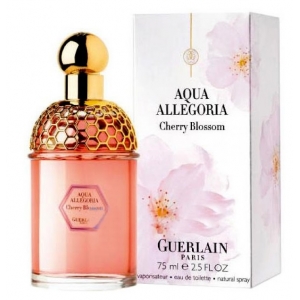 AQUA
ALLEGORIA
Cherry Blossom
GUERLAIN
AQUA
ALLEGORIA
Cherry Blossom
GUERLAIN
PARIS
75 ml e 2.5 FL.OZ
vaporisateur - eau de toilette - natural spray